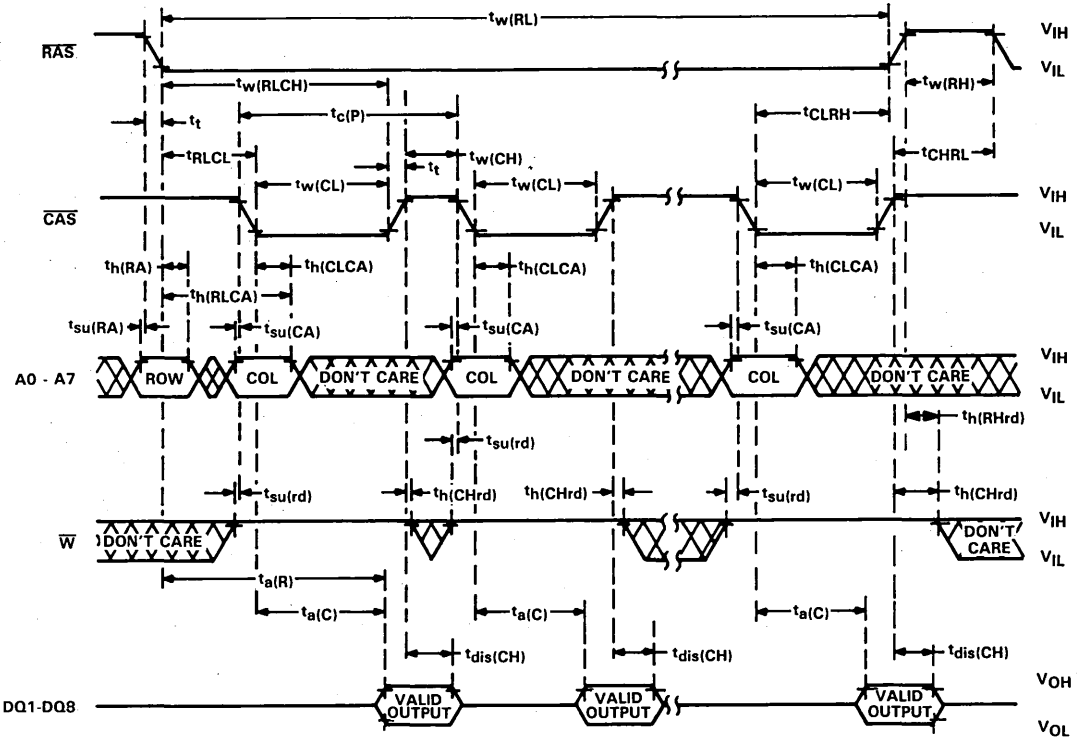 tw(RL)
VIH
RAS
VIL
tw(RLCH)
tw(RH)
tc(P)
tCLRH
tt
tw(CH)
tCHRL
tRLCL
tt
tw(CL)
tw(CL)
tw(CL)
VIH
CAS
VIL
th(RA)
th(CLCA)
th(CLCA)
th(CLCA)
th(RLCA)
tsu(RA)
tsu(CA)
tsu(CA)
tsu(CA)
VIH
A0 - A7
ROW
COL
DON'T CARE
COL
DON'T CARE
COL
DON'T CARE
VIL
th(RHrd)
tsu(rd)
tsu(rd)
th(CHrd)
th(CHrd)
tsu(rd)
th(CHrd)
VIH
W
DON'T CARE
DON'T
CARE
VIL
ta(R)
ta(C)
ta(C)
ta(C)
tdis(CH)
tdis(CH)
tdis(CH)
VOH
DQ1-DQ8
VALID
OUTPUT
VALID
OUTPUT
VALID
OUTPUT
VOL